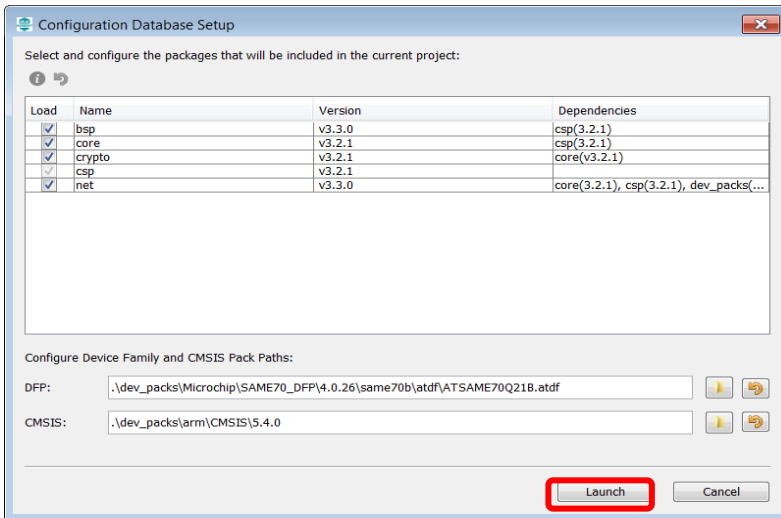 Configuration Database Setup
Select and configure the packages that will be included in the current project:
Load Name Version Dependencies
bsp v3.3.0 csp(3.2.1)
core v3.2.1 csp(3.2.1)
crypto v3.2.1 core(v3.2.1)
csp v3.2.1
net v3.3.0 core(3.2.1), csp(3.2.1), dev_packs(...
Configure Device Family and CMSIS Pack Paths:
DFP: .\dev_packs\Microchip\SAME70_DFP\4.0.26\same70b\atdf\ATSAME70Q21B.atdf
CMSIS: .\dev_packs\arm\CMSIS\5.4.0
Launch Cancel